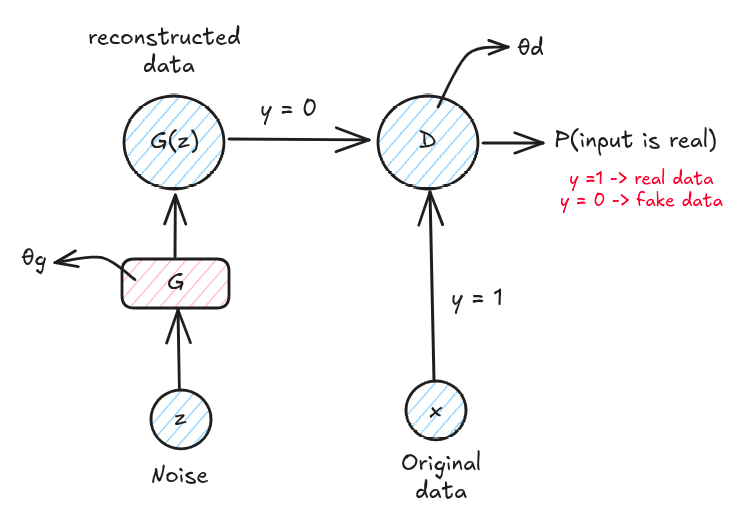 reconstructed
data
θd
y = 0
G(z)
D
P(input is real)
y =1 -> real data
y = 0 -> fake data
θg
G
y = 1
z
x
Noise
Original
data